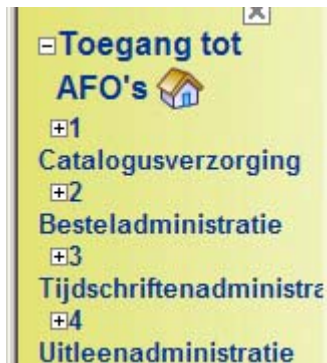 Toegang tot
AFO's
1
Catalogusverzorging
2
Besteladministratie
3
Tijdschriftenadministra
4
Uitleenadministratie